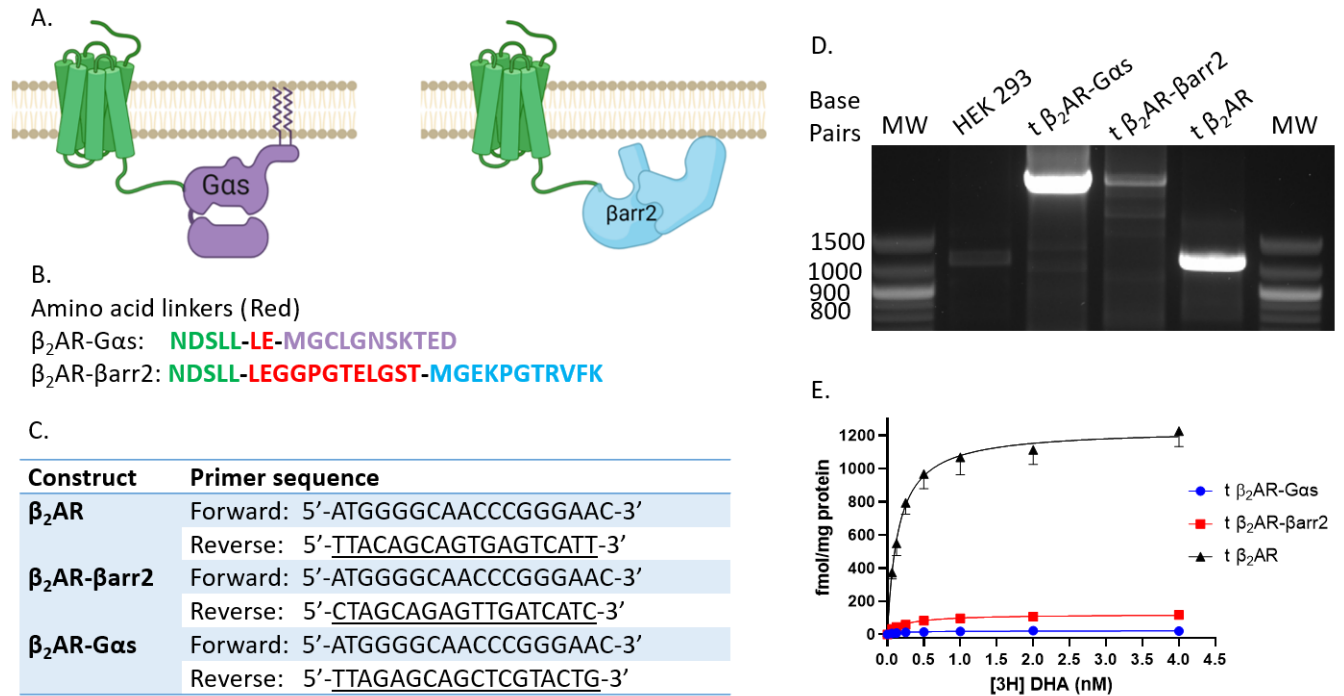 A.
Gαs
βarr2
B.
Amino acid linkers (Red)
β₂AR-Gαs: NDSLL-LE-MGCLGNSKTED
β₂AR-βarr2: NDSLL-LEGGPGTELGST-MGEKPGTRVFK
C.
Construct Primer sequence
β₂AR Forward: 5’-ATGGGGCAACCCGGGAAC-3’
Reverse: 5’-TTACAGCAGTGAGTCATT-3’
β₂AR-βarr2 Forward: 5’-ATGGGGCAACCCGGGAAC-3’
Reverse: 5’-CTAGCAGAGTTGATCATC-3’
β₂AR-Gαs Forward: 5’-ATGGGGCAACCCGGGAAC-3’
Reverse: 5’-TTAGAGCAGCTCGTACTG-3’
D.
Base
Pairs
MW HEK 293 t β₂AR-Gαs t β₂AR-βarr2 t β₂AR MW
1500
1000
900
800
E.
fmol/mg protein
1200
1000
800
600
400
200
0
0.0 0.5 1.0 1.5 2.0 2.5 3.0 3.5 4.0 4.5
[3H] DHA (nM)
t β₂AR-Gαs
t β₂AR-βarr2
t β₂AR